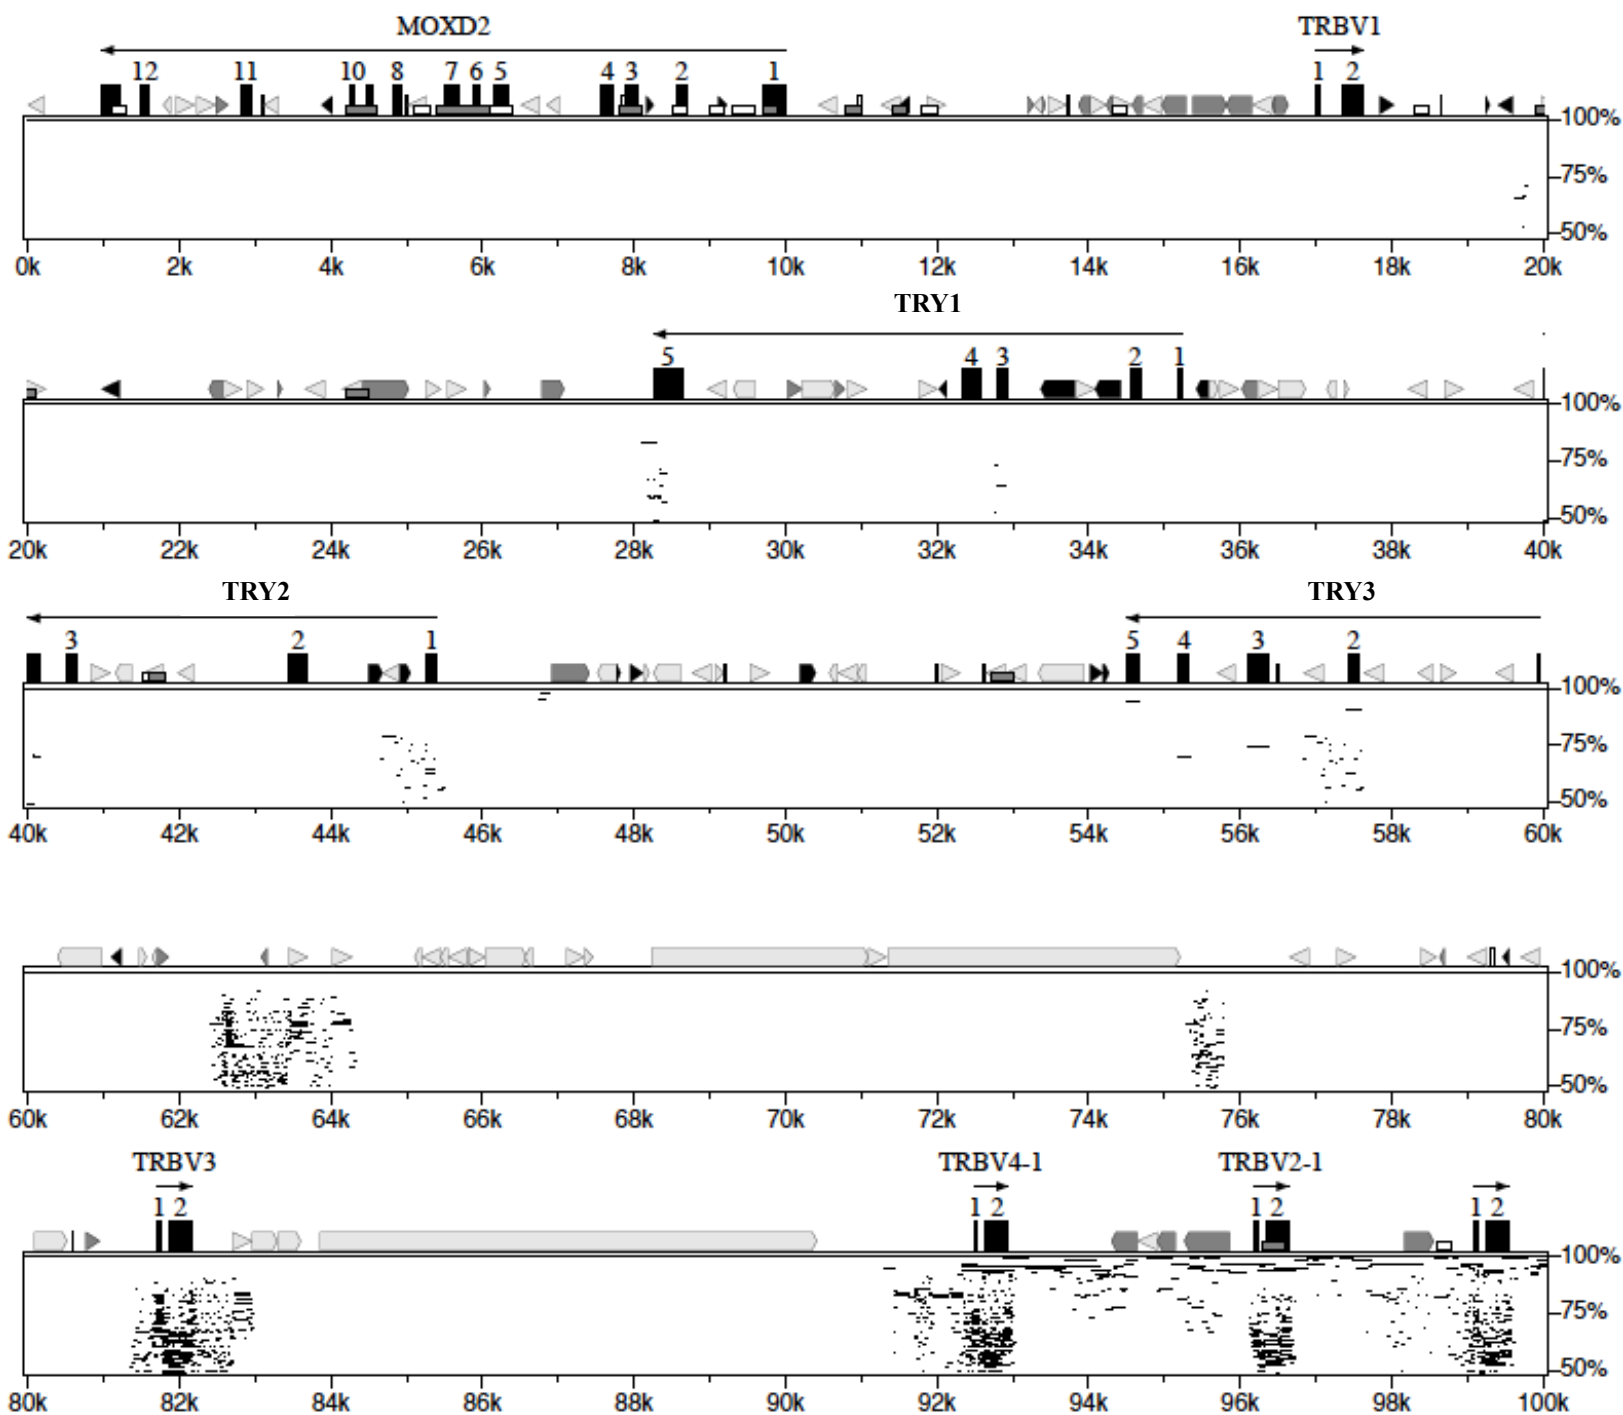 MOXD2 TRBV1
12 11 10 8 7 6 5 4 3 2 1 1 2
100%
75%
50%
0k 2k 4k 6k 8k 10k 12k 14k 16k 18k 20k
TRY1
5 4 3 2 1
100%
75%
50%
20k 22k 24k 26k 28k 30k 32k 34k 36k 38k 40k
TRY2 TRY3
3 2 1 5 4 3 2
100%
75%
50%
40k 42k 44k 46k 48k 50k 52k 54k 56k 58k 60k
100%
75%
50%
60k 62k 64k 66k 68k 70k 72k 74k 76k 78k 80k
TRBV3 TRBV4-1 TRBV2-1
1 2 1 2 1 2 1 2
100%
75%
50%
80k 82k 84k 86k 88k 90k 92k 94k 96k 98k 100k